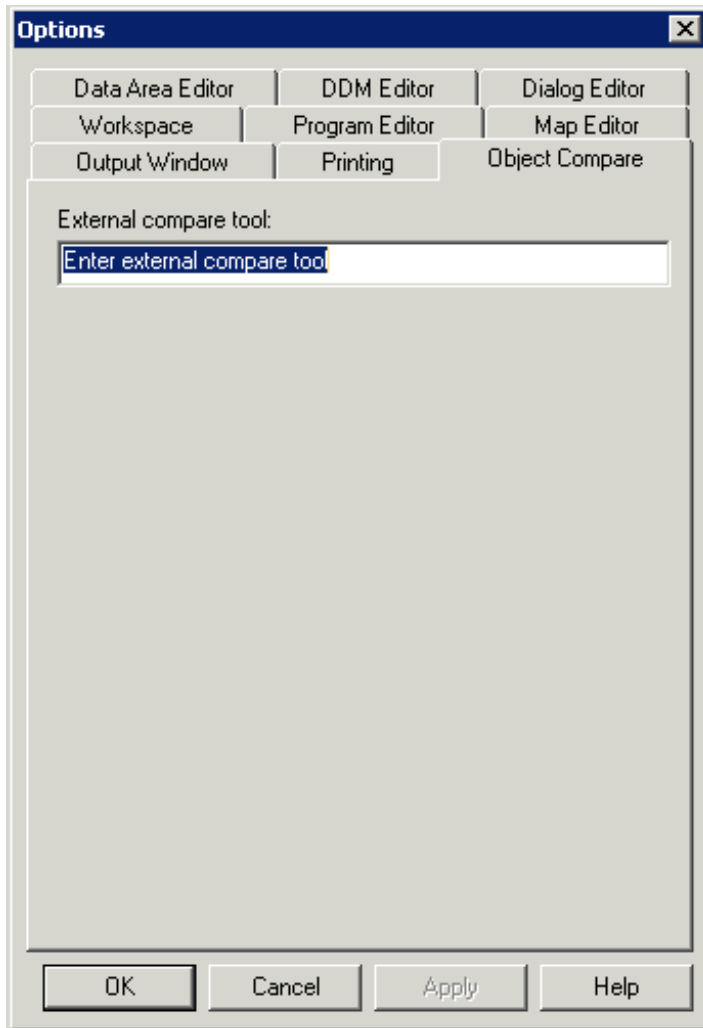 Options
Data Area Editor DDM Editor Dialog Editor
Workspace Program Editor Map Editor
Output Window Printing Object Compare
External compare tool:
Enter external compare tool
OK Cancel Apply Help